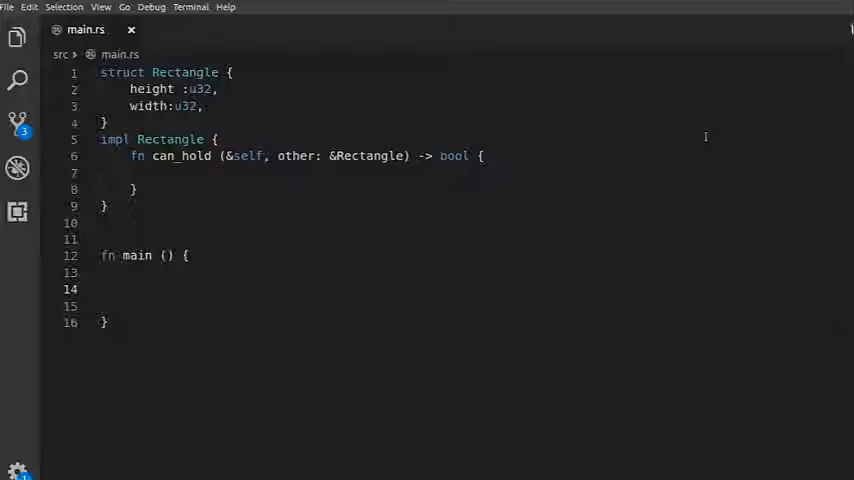 File Edit Selection View Go Debug Terminal Help
main.rs ×
src main.rs
1 struct Rectangle {
2 height :u32,
3 width:u32,
4 }
5 impl Rectangle {
6 fn can_hold (&self, other: &Rectangle) -> bool {
7
8 }
9 }
10
11
12 fn main () {
13
14
15
16 }
3
1